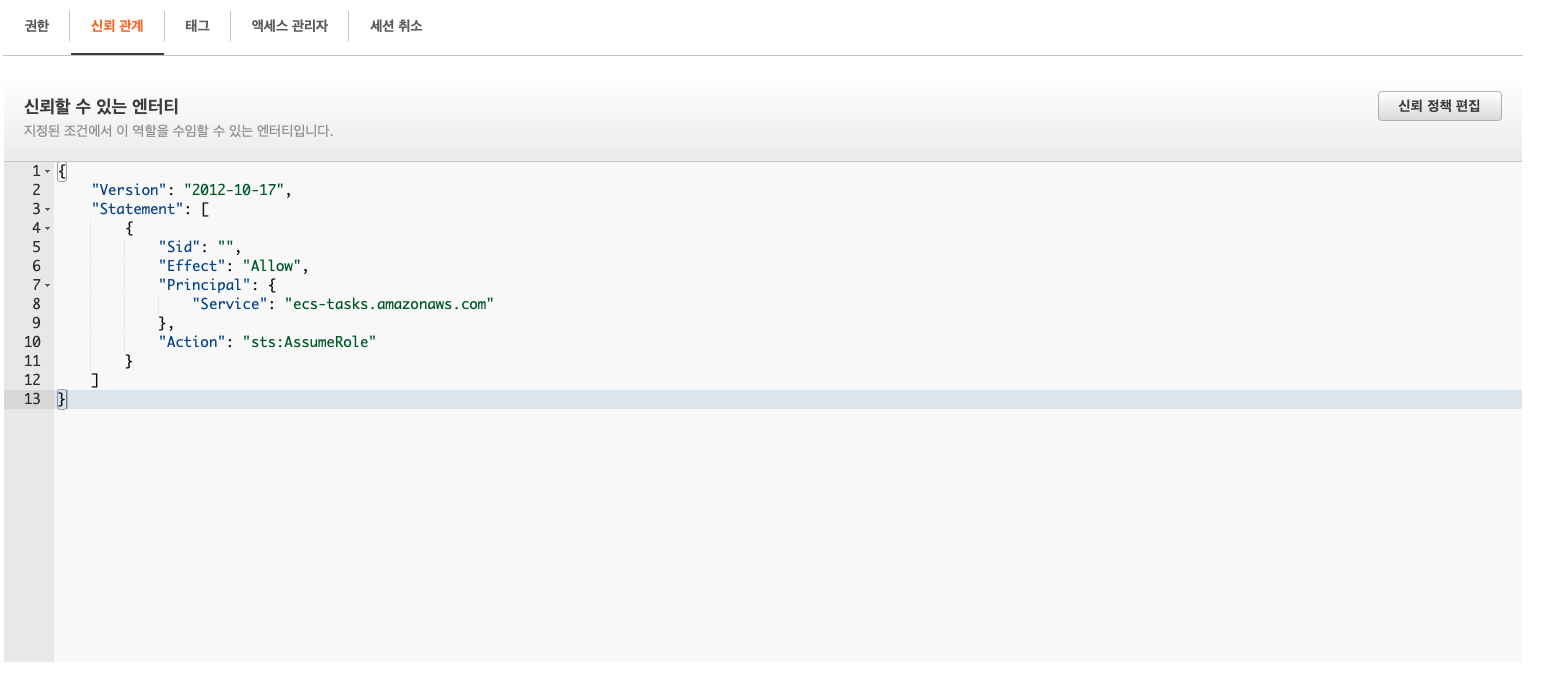 권한 신뢰 관계 태그 액세스 관리자 세션 취소
신뢰할 수 있는 엔터티
신뢰 정책 편집
지정된 조건에서 이 역할을 수임할 수 있는 엔터티입니다.
1 {
2 "Version": "2012-10-17",
3 "Statement": [
4 {
5 "Sid": "",
6 "Effect": "Allow",
7 "Principal": {
8 "Service": "ecs-tasks.amazonaws.com"
9 },
10 "Action": "sts:AssumeRole"
11 }
12 ]
13 }